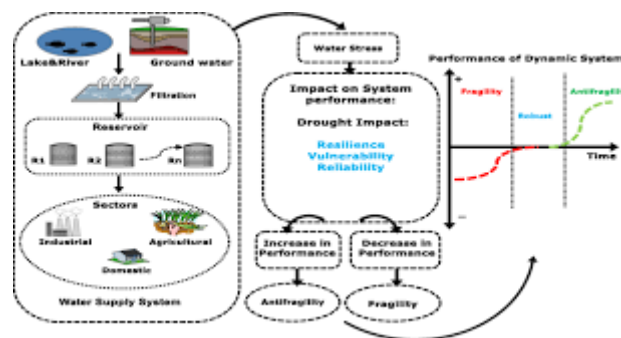 Lake&River
Ground water
Filtration
Reservoir
R1
R2
Rn
Sectors
Industrial
Agricultural
Domestic
Water Supply System
Water Stress
Impact on System
performance:
Drought Impact:
Resilience
Vulnerability
Reliability
Increase in
Performance
Decrease in
Performance
Antifragility
Fragility
Performance of Dynamic System
+
Fragility
Robust
Antifragility
Time
–